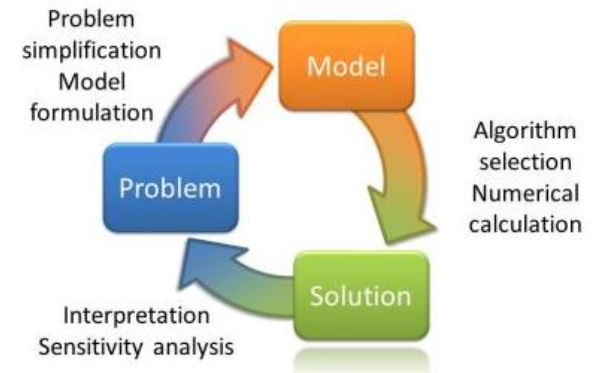 Problem
simplification
Model
formulation
Model
Problem
Algorithm
selection
Numerical
calculation
Solution
Interpretation
Sensitivity analysis